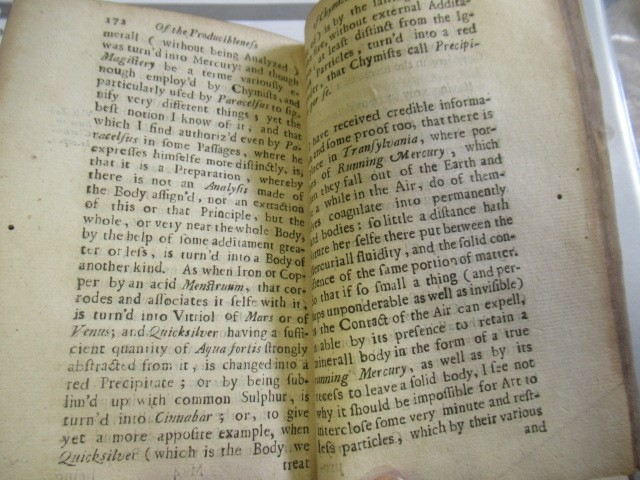 172
Of the Producibleness
metall (without being Analyzed)
was turn'd into Mercury: and though
Magistery be a terme variously e-
nough employ'd by Chymists, and
particularly used by Paracelsus to sig-
nify very different things; yet the
best notion I know of it, and that
which I find authoriz'd even by Pa-
racelsus in some Passages, where he
expresses himselfe more distinctly, is,
that it is a Preparation, whereby
there is not an Analysis made of
the Body assign'd, nor an extraction
of this or that Principle, but the
whole, or very near the whole Body,
by the help of some additament grea-
ter or less, is turn'd into a Body of
another kind. As when Iron or Cop-
per by an acid Menstruum, that cor-
rodes and associates it selfe with it,
is turn'd into Vitriol of Mars or of
Venus; and Quicksilver having a suffi-
cient quantity of Aqua fortis strongly
abstracted from it, is changed into a
red Precipitate; or by being sub-
lim'd up with common Sulphur, is
turn'd into Cinnabar; or, to give
yet a more apposite example, when
Quicksilver (which is the Body we
treat
of Chymic
) is by the
fire, without external Addita-
at least distinct from the Ig-
Particles, turn'd into a red
that Chymists call Precipi-
per se.
have received credible informa-
and some proof too, that there is
in Transylvania, where por-
of Running Mercury, which
they fall out of the Earth and
a while in the Air, do of them-
coagulate into permanently
bodies; so little a distance hath
her selfe there put between the
fluidity, and the solid con-
of the same portion of matter.
that if so small a thing (and per-
unponderable as well as invisible)
the Contact of the Air can expell,
able by its presence to retain a
minerall body in the form of a true
running Mercury, as well as by its
recess to leave a solid body, I see not
why it should be impossible for Art to
interclose some very minute and rest-
less particles, which by their various
and